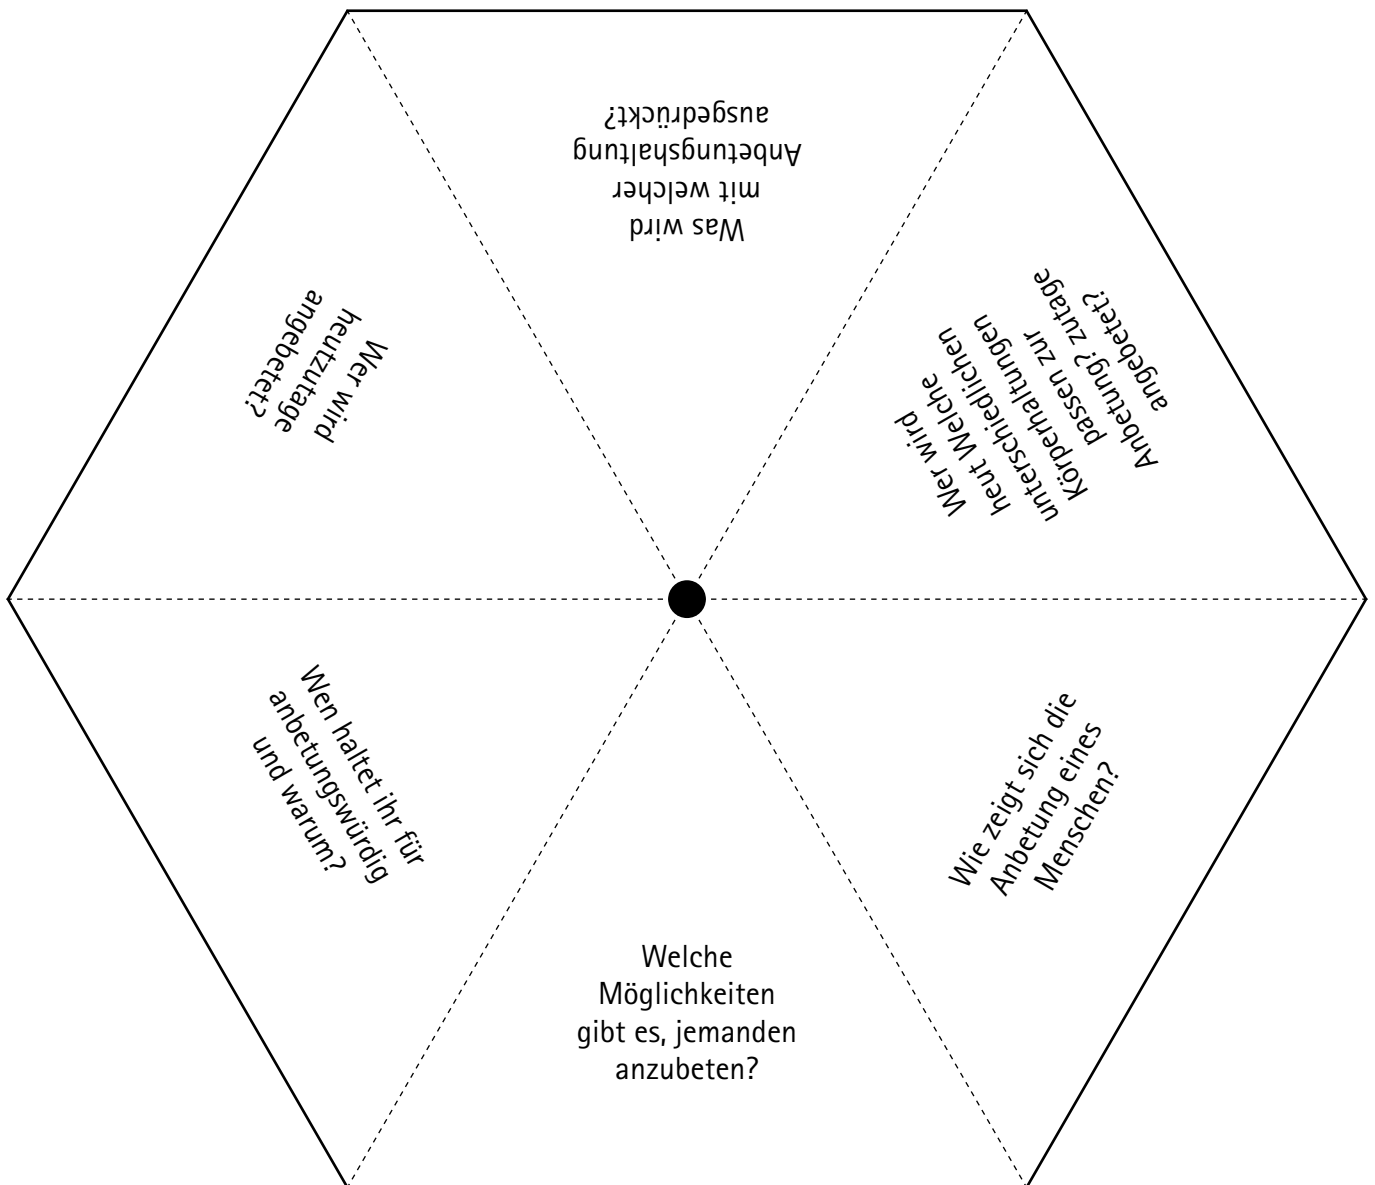 Was wird
mit welcher
Anbetungshaltung
ausgedrückt?
Wer wird
heut Welche
unterschiedlichen
Körperhaltungen
passen zur
Anbetung? zutage
angebetet?
Wie zeigt sich die
Anbetung eines
Menschen?
Welche
Möglichkeiten
gibt es, jemanden
anzubeten?
Wen haltet ihr für
anbetungswürdig
und warum?
Wer wird
heutzutage
angebetet?